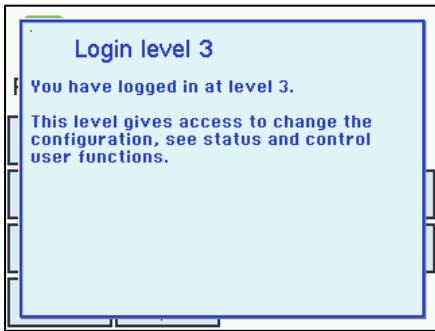 Login level 3
You have logged in at level 3.
This level gives access to change the
configuration, see status and control
user functions.